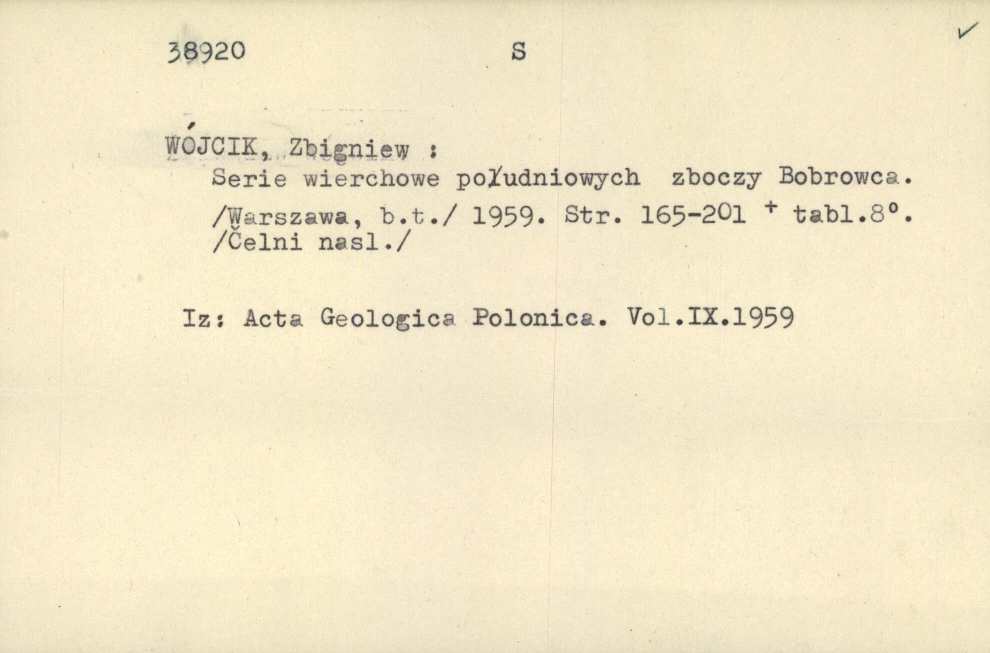 38920 S
WÓJCIK, Zbigniew :
Serie wierchowe południowych zboczy Bobrowca.
/Warszawa, b.t./ 1959. Str. 165-201 + tabl.8°.
/Čelni nasl./
Iz: Acta Geologica Polonica. Vol.IX.1959